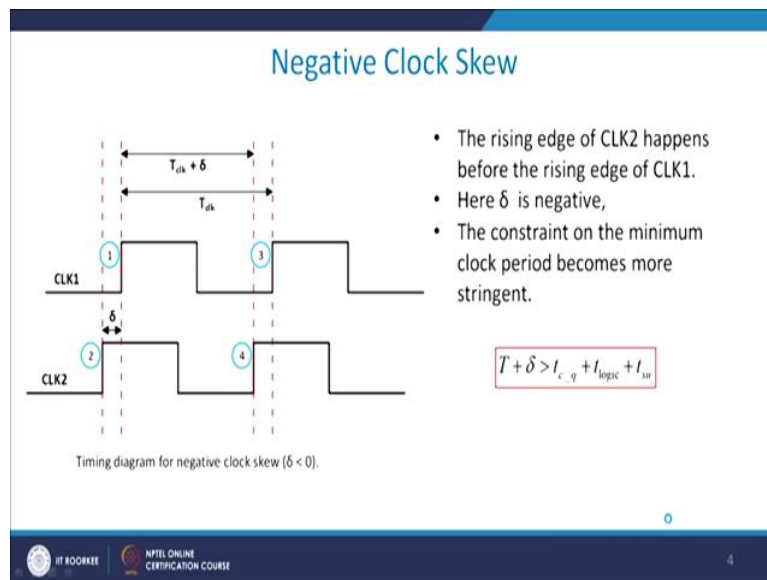 Negative Clock Skew
T_clk + δ
T_clk
1
3
CLK1
δ
2
4
CLK2
Timing diagram for negative clock skew (δ < 0).
• The rising edge of CLK2 happens
before the rising edge of CLK1.
• Here δ is negative,
• The constraint on the minimum
clock period becomes more
stringent.
T + δ > t_c_q + t_logic + t_su
IIT ROORKEE
NPTEL ONLINE
CERTIFICATION COURSE
4